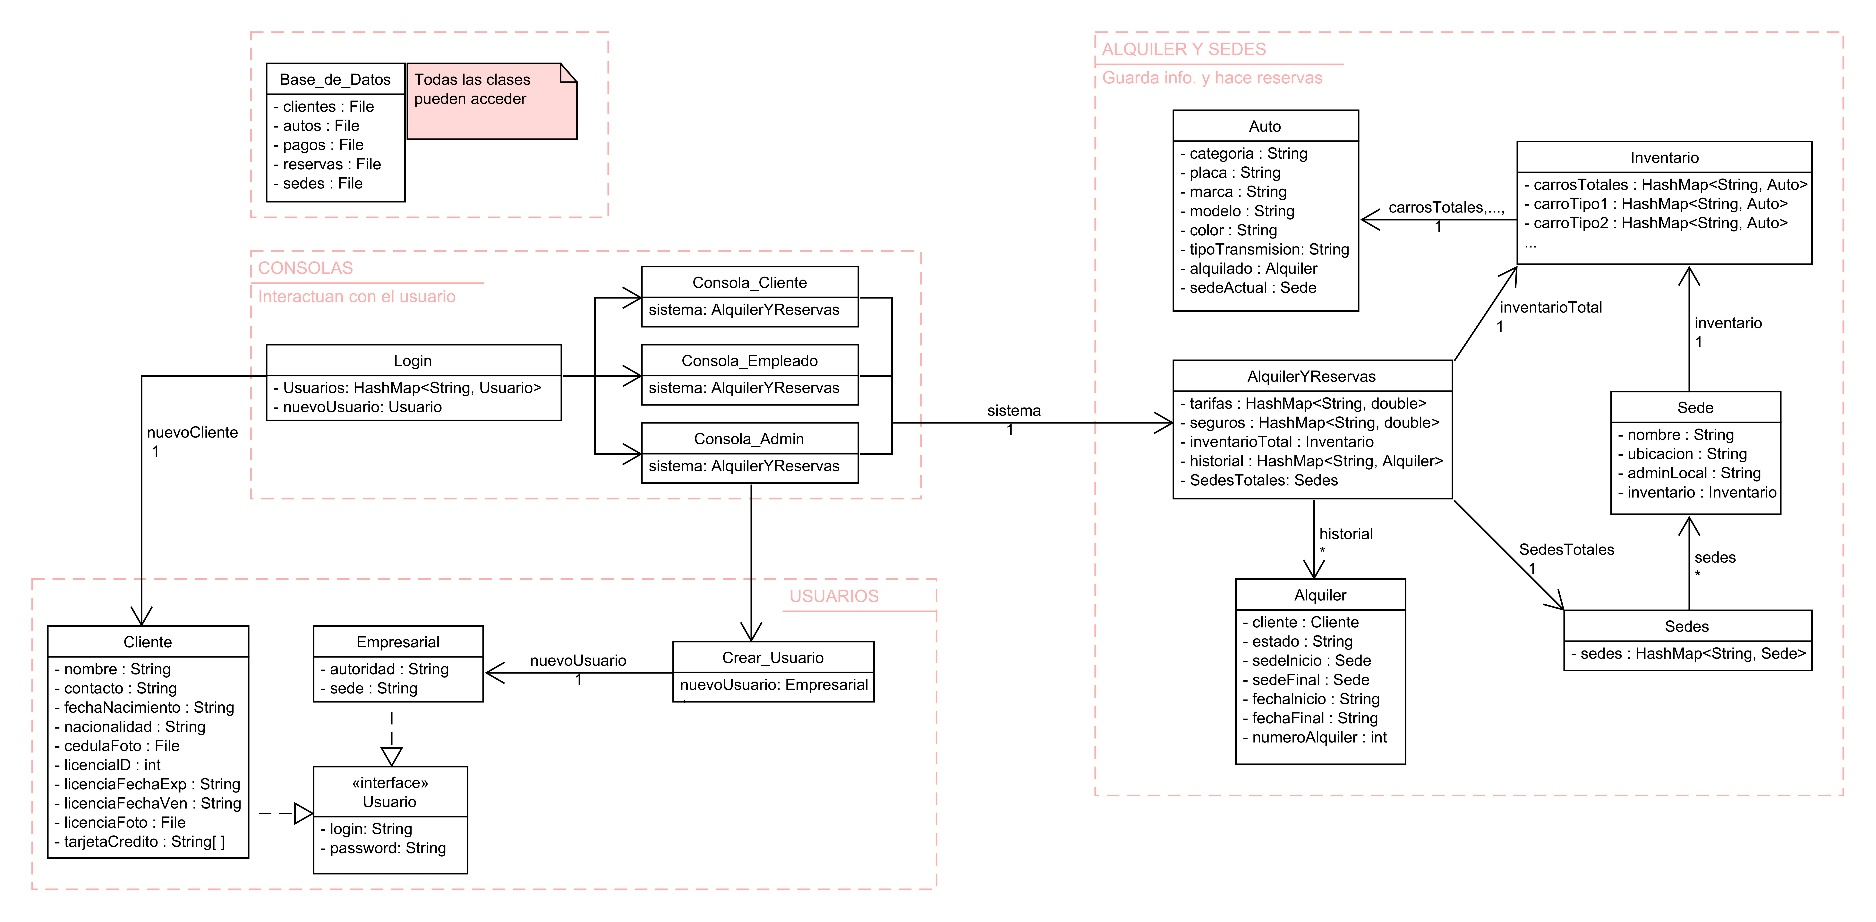 Base_de_Datos
- clientes : File
- autos : File
- pagos : File
- reservas : File
- sedes : File
Todas las clases
pueden acceder
CONSOLAS
Interactuan con el usuario
Login
- Usuarios: HashMap<String, Usuario>
- nuevoUsuario: Usuario
Consola_Cliente
sistema: AlquilerYReservas
Consola_Empleado
sistema: AlquilerYReservas
Consola_Admin
sistema: AlquilerYReservas
nuevoCliente
1
sistema
1
USUARIOS
Cliente
- nombre : String
- contacto : String
- fechaNacimiento : String
- nacionalidad : String
- cedulaFoto : File
- licenciaID : int
- licenciaFechaExp : String
- licenciaFechaVen : String
- licenciaFoto : File
- tarjetaCredito : String[ ]
Empresarial
- autoridad : String
- sede : String
nuevoUsuario
1
Crear_Usuario
nuevoUsuario: Empresarial
«interface»
Usuario
- login: String
- password: String
ALQUILER Y SEDES
Guarda info. y hace reservas
Auto
- categoria : String
- placa : String
- marca : String
- modelo : String
- color : String
- tipoTransmision: String
- alquilado : Alquiler
- sedeActual : Sede
carrosTotales,...,
1
Inventario
- carrosTotales : HashMap<String, Auto>
- carroTipo1 : HashMap<String, Auto>
- carroTipo2 : HashMap<String, Auto>
...
inventarioTotal
1
inventario
1
AlquilerYReservas
- tarifas : HashMap<String, double>
- seguros : HashMap<String, double>
- inventarioTotal : Inventario
- historial : HashMap<String, Alquiler>
- SedesTotales: Sedes
Sede
- nombre : String
- ubicacion : String
- adminLocal : String
- inventario : Inventario
historial
*
SedesTotales
1
sedes
*
Alquiler
- cliente : Cliente
- estado : String
- sedeInicio : Sede
- sedeFinal : Sede
- fechaInicio : String
- fechaFinal : String
- numeroAlquiler : int
Sedes
- sedes : HashMap<String, Sede>